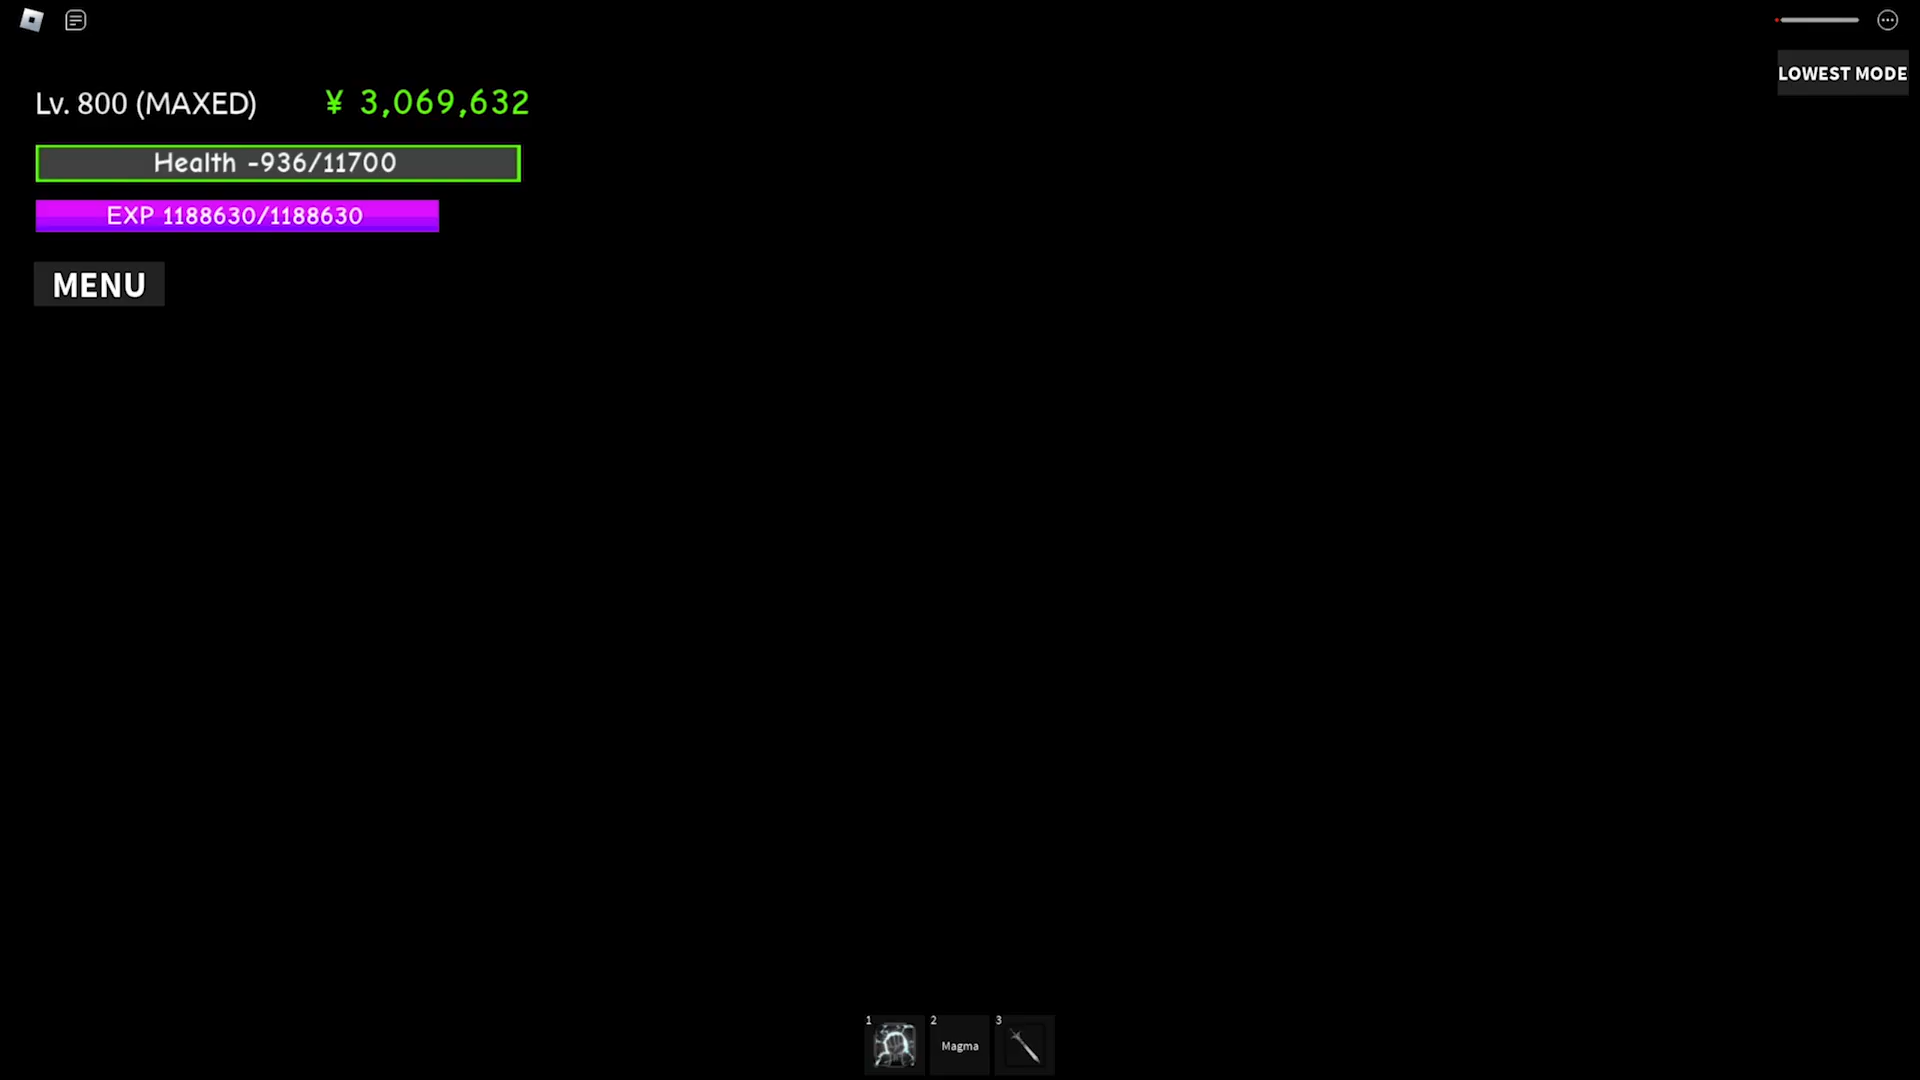 LOWEST MODE
Lv. 800 (MAXED) ¥ 3,069,632
Health -936/11700
EXP 1188630/1188630
MENU
1 2 3
Magma